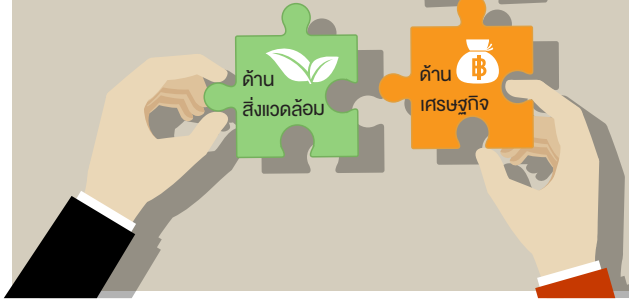 ด้าน
สิ่งแวดล้อม
ด้าน
฿
เศรษฐกิจ